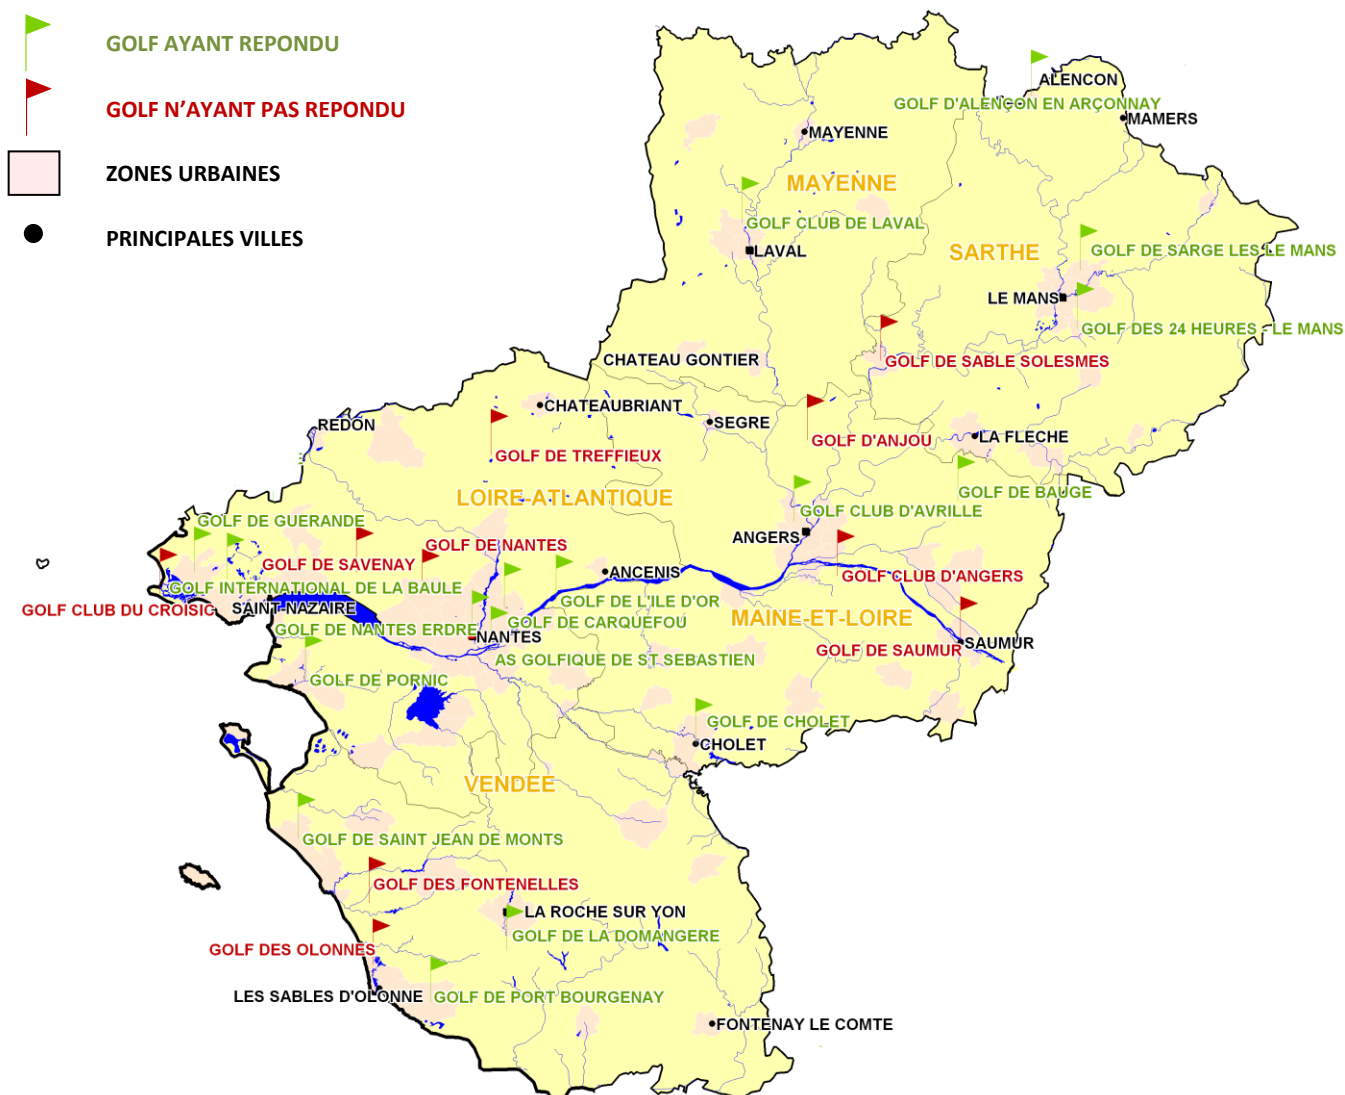 GOLF AYANT REPONDU
GOLF N'AYANT PAS REPONDU
ZONES URBAINES
PRINCIPALES VILLES
ALENCON
GOLF D'ALENÇON EN ARÇONNAY
MAMERS
MAYENNE
MAYENNE
GOLF CLUB DE LAVAL
LAVAL
SARTHE
GOLF DE SARGE LES LE MANS
LE MANS
GOLF DES 24 HEURES - LE MANS
CHATEAU GONTIER
GOLF DE SABLE SOLESMES
CHATEAUBRIANT
REDON
SEGRE
GOLF D'ANJOU
LA FLECHE
GOLF DE TREFFIEUX
LOIRE-ATLANTIQUE
GOLF DE BAUGE
GOLF CLUB D'AVRILLE
GOLF DE GUERANDE
ANGERS
GOLF DE NANTES
GOLF DE SAVENAY
ANCENIS
GOLF CLUB D'ANGERS
GOLF INTERNATIONAL DE LA BAULE
GOLF DE L'ILE D'OR
GOLF CLUB DU CROISIC
SAINT NAZAIRE
MAINE-ET-LOIRE
GOLF DE CARQUEFOU
GOLF DE NANTES ERDRE
NANTES
SAUMUR
GOLF DE SAUMUR
AS GOLFIQUE DE ST SEBASTIEN
GOLF DE PORNIC
GOLF DE CHOLET
CHOLET
VENDEE
GOLF DE SAINT JEAN DE MONTS
GOLF DES FONTENELLES
LA ROCHE SUR YON
GOLF DE LA DOMANGERE
GOLF DES OLONNES
LES SABLES D'OLONNE
GOLF DE PORT BOURGENAY
FONTENAY LE COMTE